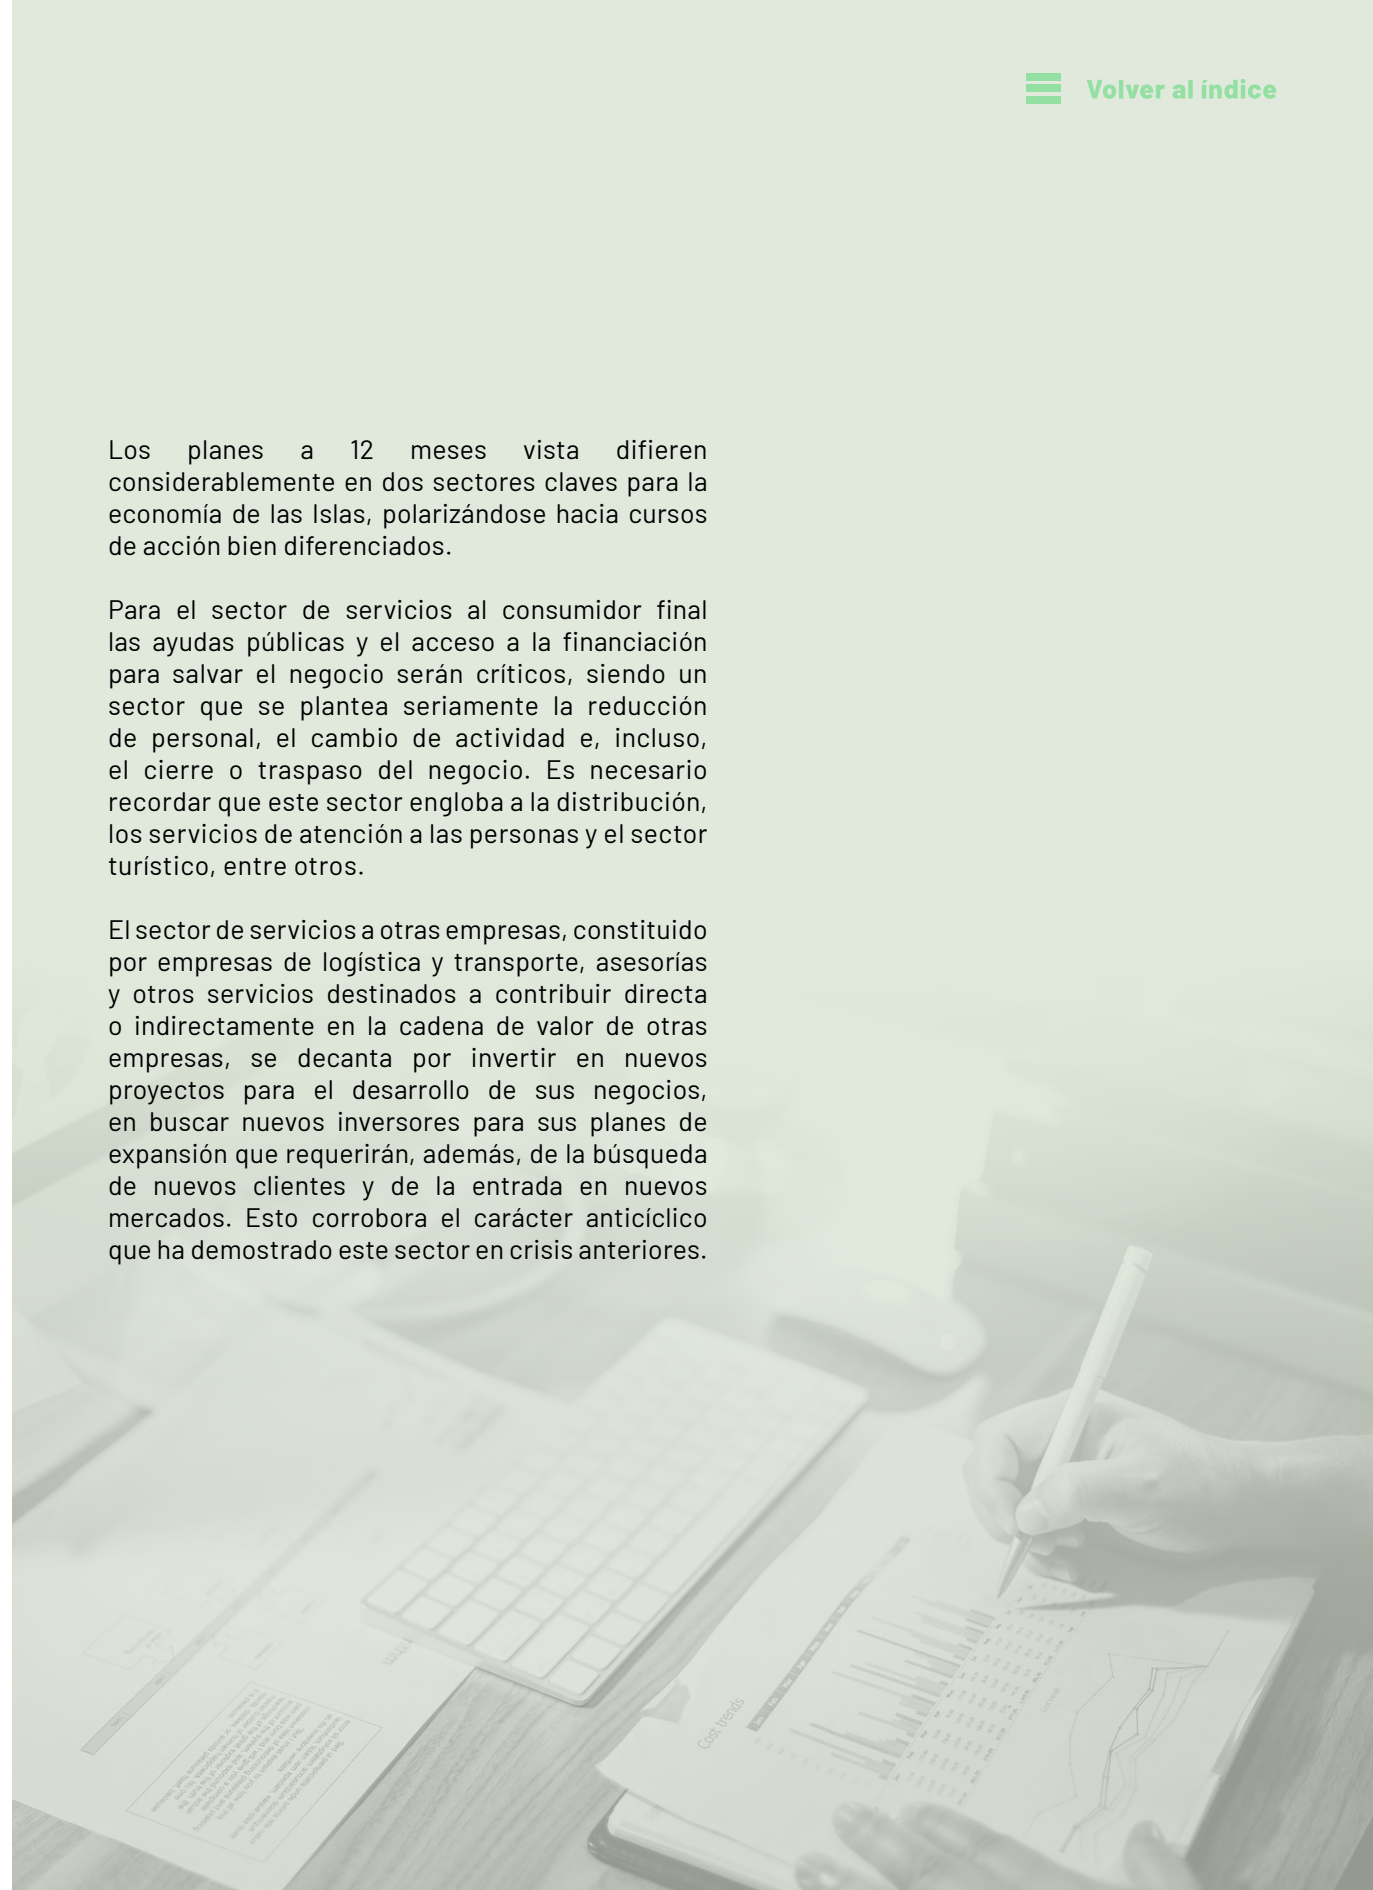 Volver al índice
Los planes a 12 meses vista difieren
considerablemente en dos sectores claves para la
economía de las Islas, polarizándose hacia cursos
de acción bien diferenciados.
Para el sector de servicios al consumidor final
las ayudas públicas y el acceso a la financiación
para salvar el negocio serán críticos, siendo un
sector que se plantea seriamente la reducción
de personal, el cambio de actividad e, incluso,
el cierre o traspaso del negocio. Es necesario
recordar que este sector engloba a la distribución,
los servicios de atención a las personas y el sector
turístico, entre otros.
El sector de servicios a otras empresas, constituido
por empresas de logística y transporte, asesorías
y otros servicios destinados a contribuir directa
o indirectamente en la cadena de valor de otras
empresas, se decanta por invertir en nuevos
proyectos para el desarrollo de sus negocios,
en buscar nuevos inversores para sus planes de
expansión que requerirán, además, de la búsqueda
de nuevos clientes y de la entrada en nuevos
mercados. Esto corrobora el carácter anticíclico
que ha demostrado este sector en crisis anteriores.
Cost trends